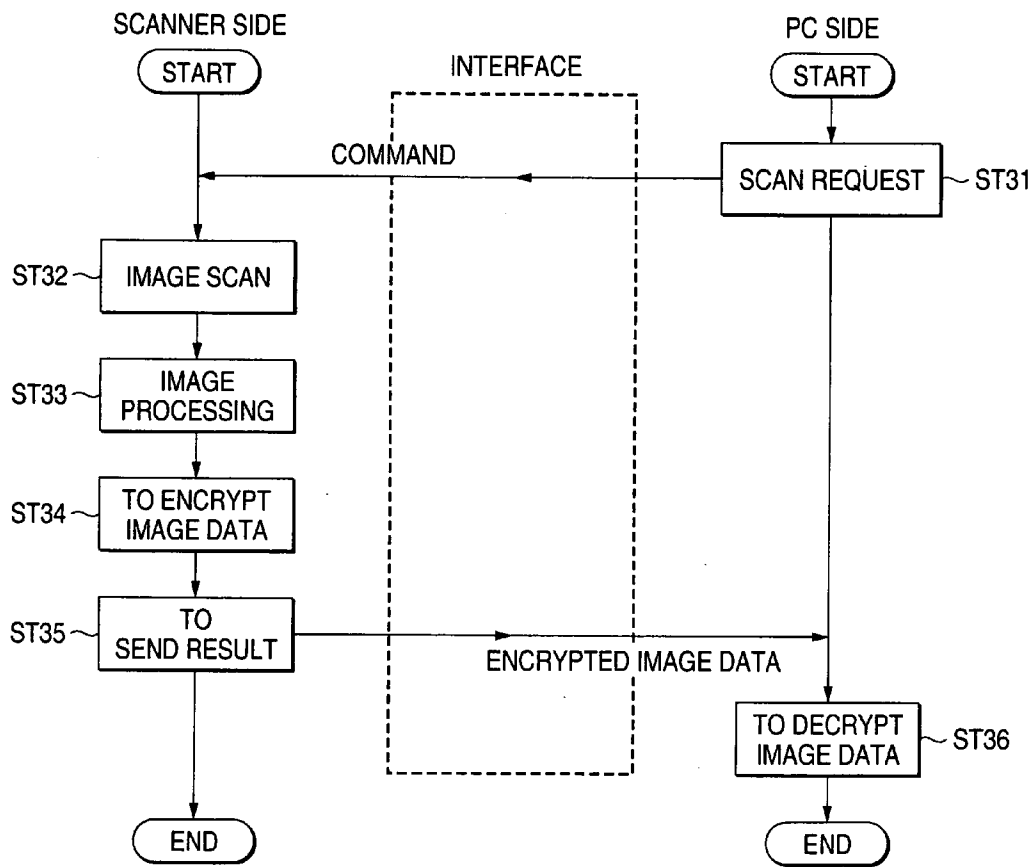 SCANNER SIDE
PC SIDE
START
INTERFACE
START
COMMAND
SCAN REQUEST
ST31
ST32
IMAGE SCAN
ST33
IMAGE
PROCESSING
ST34
TO ENCRYPT
IMAGE DATA
ST35
TO
SEND RESULT
ENCRYPTED IMAGE DATA
TO DECRYPT
IMAGE DATA
ST36
END
END